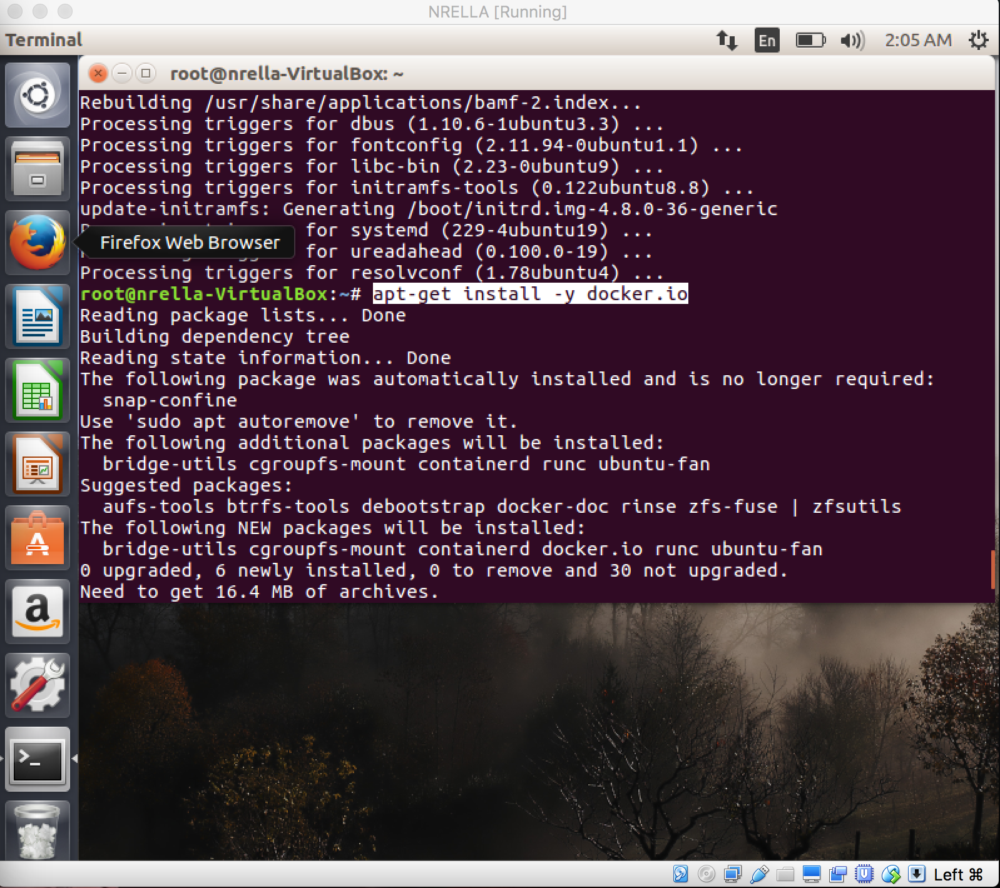 NRELLA [Running]
Terminal
En
2:05 AM
root@nrella-VirtualBox: ~
Rebuilding /usr/share/applications/bamf-2.index...
Processing triggers for dbus (1.10.6-1ubuntu3.3) ...
Processing triggers for fontconfig (2.11.94-0ubuntu1.1) ...
Processing triggers for libc-bin (2.23-0ubuntu9) ...
Processing triggers for initramfs-tools (0.122ubuntu8.8) ...
update-initramfs: Generating /boot/initrd.img-4.8.0-36-generic
for systemd (229-4ubuntu19) ...
Firefox Web Browser
for ureadahead (0.100.0-19) ...
Processing triggers for resolvconf (1.78ubuntu4) ...
root@nrella-VirtualBox:~# apt-get install -y docker.io
Reading package lists... Done
Building dependency tree
Reading state information... Done
The following package was automatically installed and is no longer required:
snap-confine
Use 'sudo apt autoremove' to remove it.
The following additional packages will be installed:
bridge-utils cgroupfs-mount containerd runc ubuntu-fan
Suggested packages:
aufs-tools btrfs-tools debootstrap docker-doc rinse zfs-fuse | zfsutils
The following NEW packages will be installed:
bridge-utils cgroupfs-mount containerd docker.io runc ubuntu-fan
0 upgraded, 6 newly installed, 0 to remove and 30 not upgraded.
Need to get 16.4 MB of archives.
Left ⌘